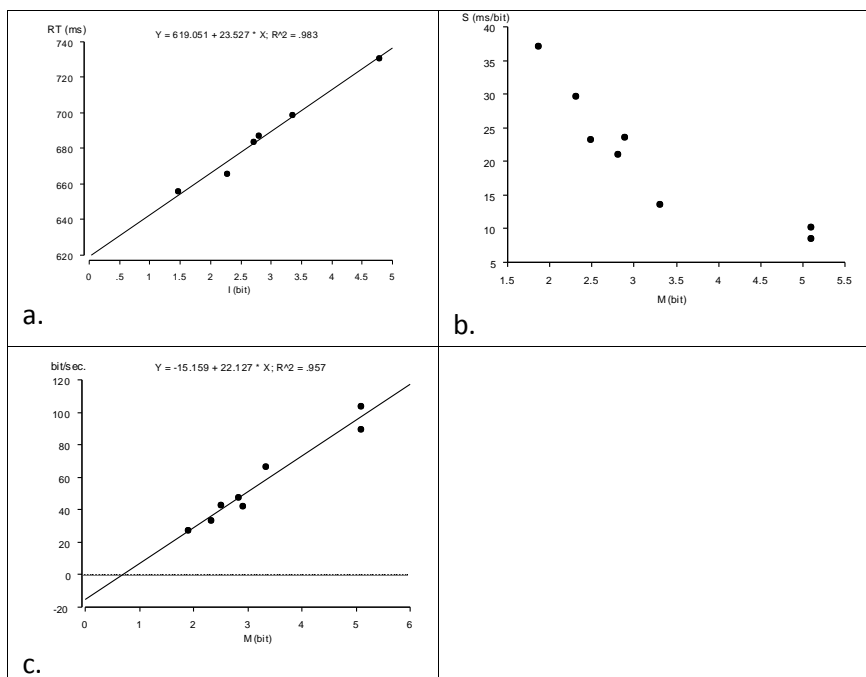 RT (ms)
Y = 619.051 + 23.527 * X; R^2 = .983
740
720
700
680
660
640
620
0 .5 1 1.5 2 2.5 3 3.5 4 4.5 5
I (bit)
a.
S (ms/bit)
40
35
30
25
20
15
10
5
1.5 2 2.5 3 3.5 4 4.5 5 5.5
M (bit)
b.
bit/sec.
Y = -15.159 + 22.127 * X; R^2 = .957
120
100
80
60
40
20
0
-20
0 1 2 3 4 5 6
M (bit)
c.